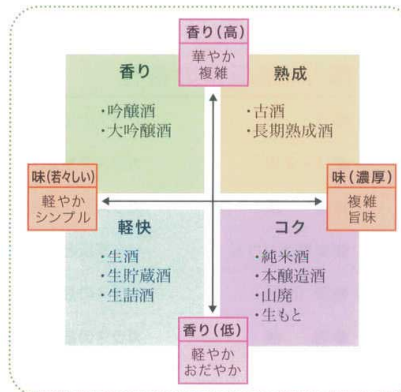 香り(高)
華やか
複雑
香り
・吟醸酒
・大吟醸酒
熟成
・古酒
・長期熟成酒
味(若々しい)
軽やか
シンプル
味(濃厚)
複雑
旨味
軽快
・生酒
・生貯蔵酒
・生詰酒
コク
・純米酒
・本醸造酒
・山廃
・生もと
香り(低)
軽やか
おだやか